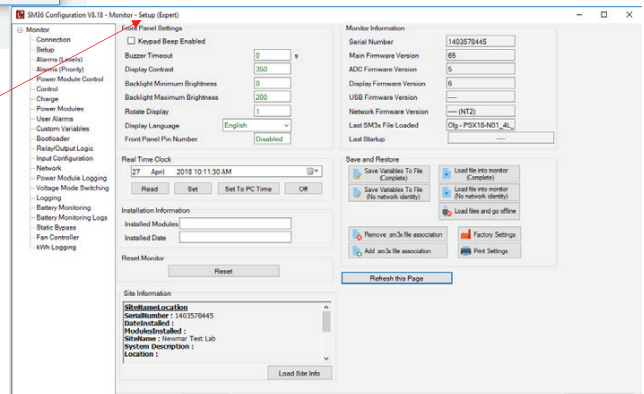 SM36 Configuration V8.18 - Monitor - Setup (Expert)
Monitor
Connection
Setup
Alarms (Levels)
Alarms (Priority)
Power Module Control
Control
Charge
Power Modules
User Alarms
Custom Variables
Bootloader
Relay/Output Logic
Input Configuration
Network
Power Module Logging
Voltage Mode Switching
Logging
Battery Monitoring
Battery Monitoring Logs
Static Bypass
Fan Controller
kWh Logging
Front Panel Settings
Keypad Beep Enabled
Buzzer Timeout 0 s
Display Contrast 360
Backlight Minimum Brightness 0
Backlight Maximum Brightness 200
Rotate Display 1
Display Language English
Front Panel Pin Number Disabled
Real Time Clock
27 April 2018 10:11:30 AM
Read Set Set To PC Time Off
Installation Information
Installed Modules
Installed Date
Reset Monitor
Reset
Site Information
SiteNameLocation
SerialNumber : 1403578445
DateInstalled :
ModulesInstalled :
SiteName : Newmar Test Lab
System Description :
Location :
Load Site Info
Monitor Information
Serial Number 1403578445
Main Firmware Version 65
ADC Firmware Version 5
Display Firmware Version 6
USB Firmware Version ----
Network Firmware Version ---- (NT2)
Last SM3x File Loaded Cfg - PSX18-N01_4L_
Last Startup ----
Save and Restore
Save Variables To File
(Complete)
Load file into monitor
(Complete)
Save Variables To File
(No network identity)
Load file into monitor
(No network identity)
Load files and go offline
Remove .sm3x file association
Factory Settings
Add .sm3x file association
Print Settings
Refresh this Page